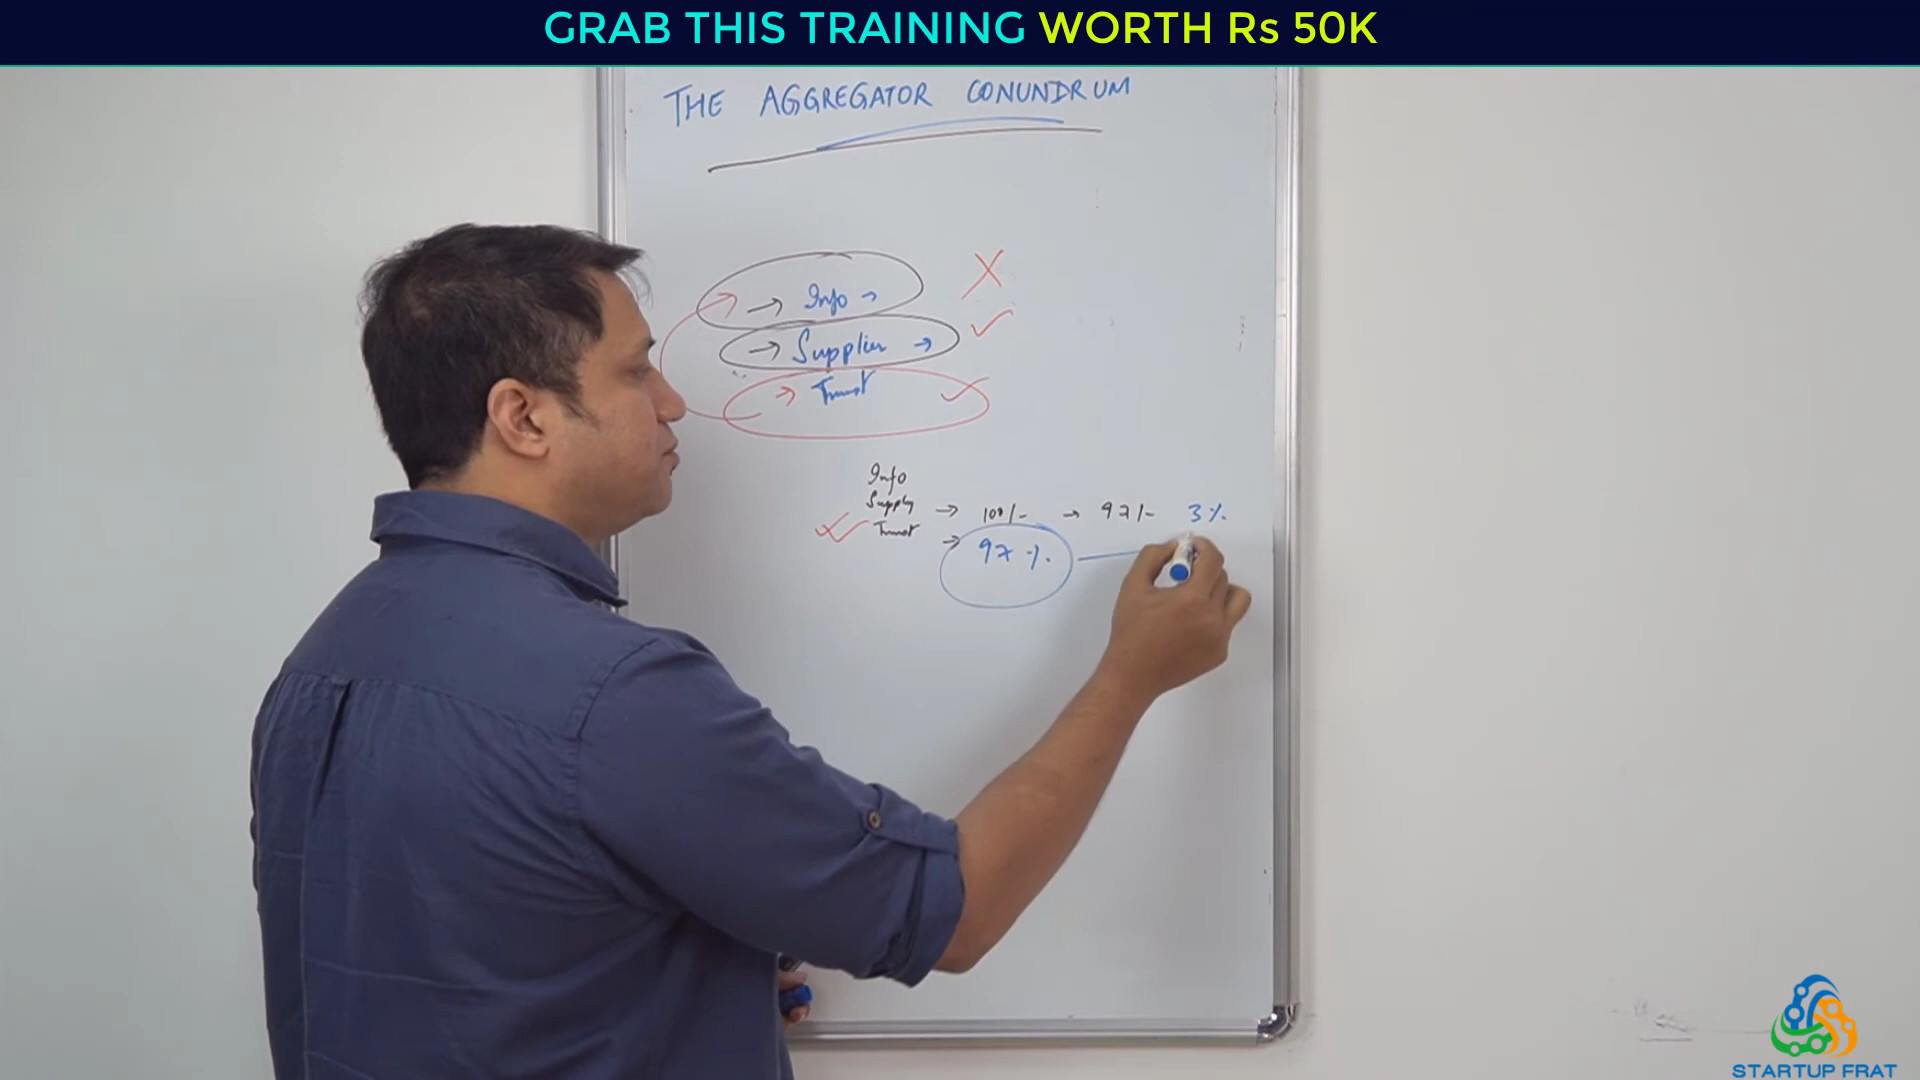 GRAB THIS TRAINING WORTH Rs 50K
THE AGGREGATOR CONUNDRUM
→ Info → X
→ Supplier → ✓
→ Trust ✓
Info
Supply → 100/- → 97/- 3%
Trust → 97%
STARTUP FRAT